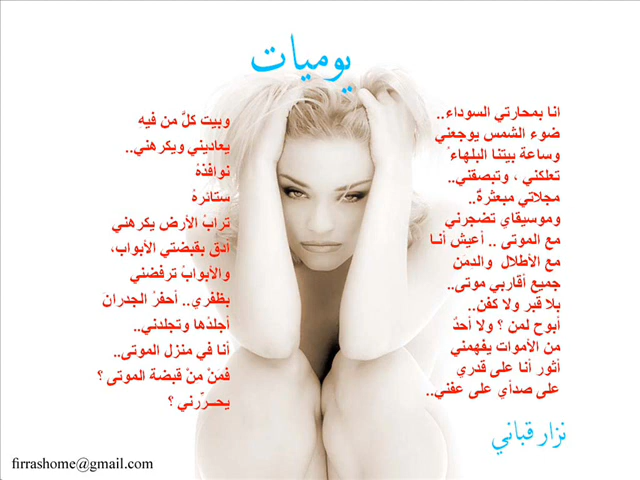 يوميات
انا بمحارتي السوداء..
ضوء الشمس يوجعني
وساعة بيتنا البلهاءُ
تعلكني ، وتبصقني..
مجلاتي مبعثرةٌ..
وموسيقاي تضجرني
مع الموتى .. أعيش أنا
مع الأطلال والدمن
جميع أقاربي موتى..
بلا قبر ولا كفن..
أبوح لمن ؟ ولا أحدٌ
من الأموات يفهمني
أثور أنا على قدري
على صدأي على عفني..
وبيت كلَّ من فيهِ
يعاديني ويكرهني..
نوافذهُ
ستائرهُ
ترابُ الأرض يكرهني
أدق بقبضتي الأبواب،
والأبوابُ ترفضني
بظفري.. أحفرُ الجدرانَ
أجلدُها وتجلدني..
أنا في منزل الموتى..
فمنْ منْ قبضة الموتى ؟
يحـــرّرني ؟
نزار قباني
firrashome@gmail.com